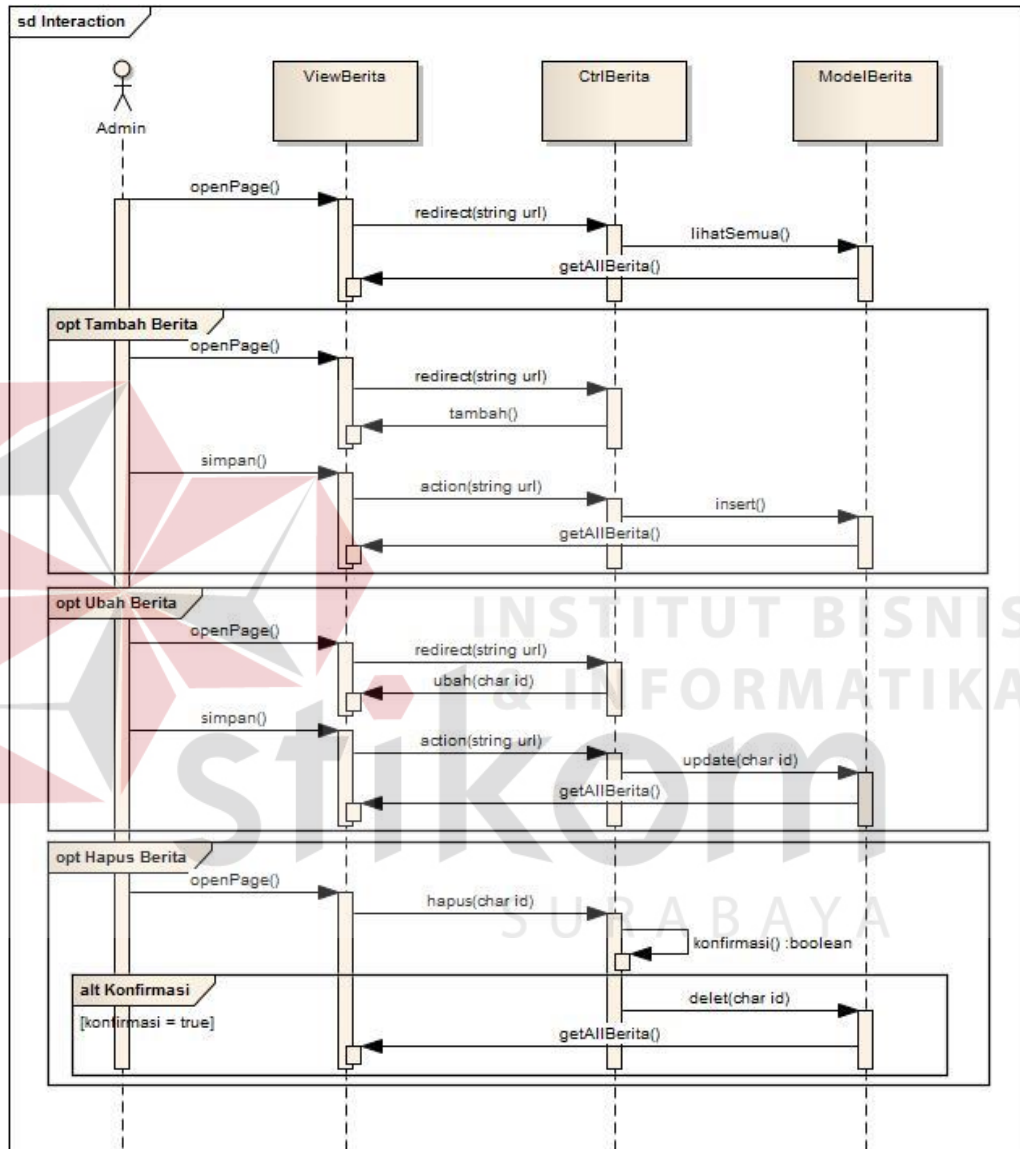 sd Interaction
ViewBerita
CtrlBerita
ModelBerita
Admin
openPage()
redirect(string url)
lihatSemua()
getAllBerita()
opt Tambah Berita
openPage()
redirect(string url)
tambah()
simpan()
action(string url)
insert()
getAllBerita()
opt Ubah Berita
INSTITUT BISNIS
openPage()
redirect(string url)
ubah(char id)
& INFORMATIKA
simpan()
stikom
action(string url)
update(char id)
getAllBerita()
opt Hapus Berita
openPage()
hapus(char id)
SURABAYA
konfirmasi() :boolean
alt Konfirmasi
delet(char id)
[konfirmasi = true]
getAllBerita()